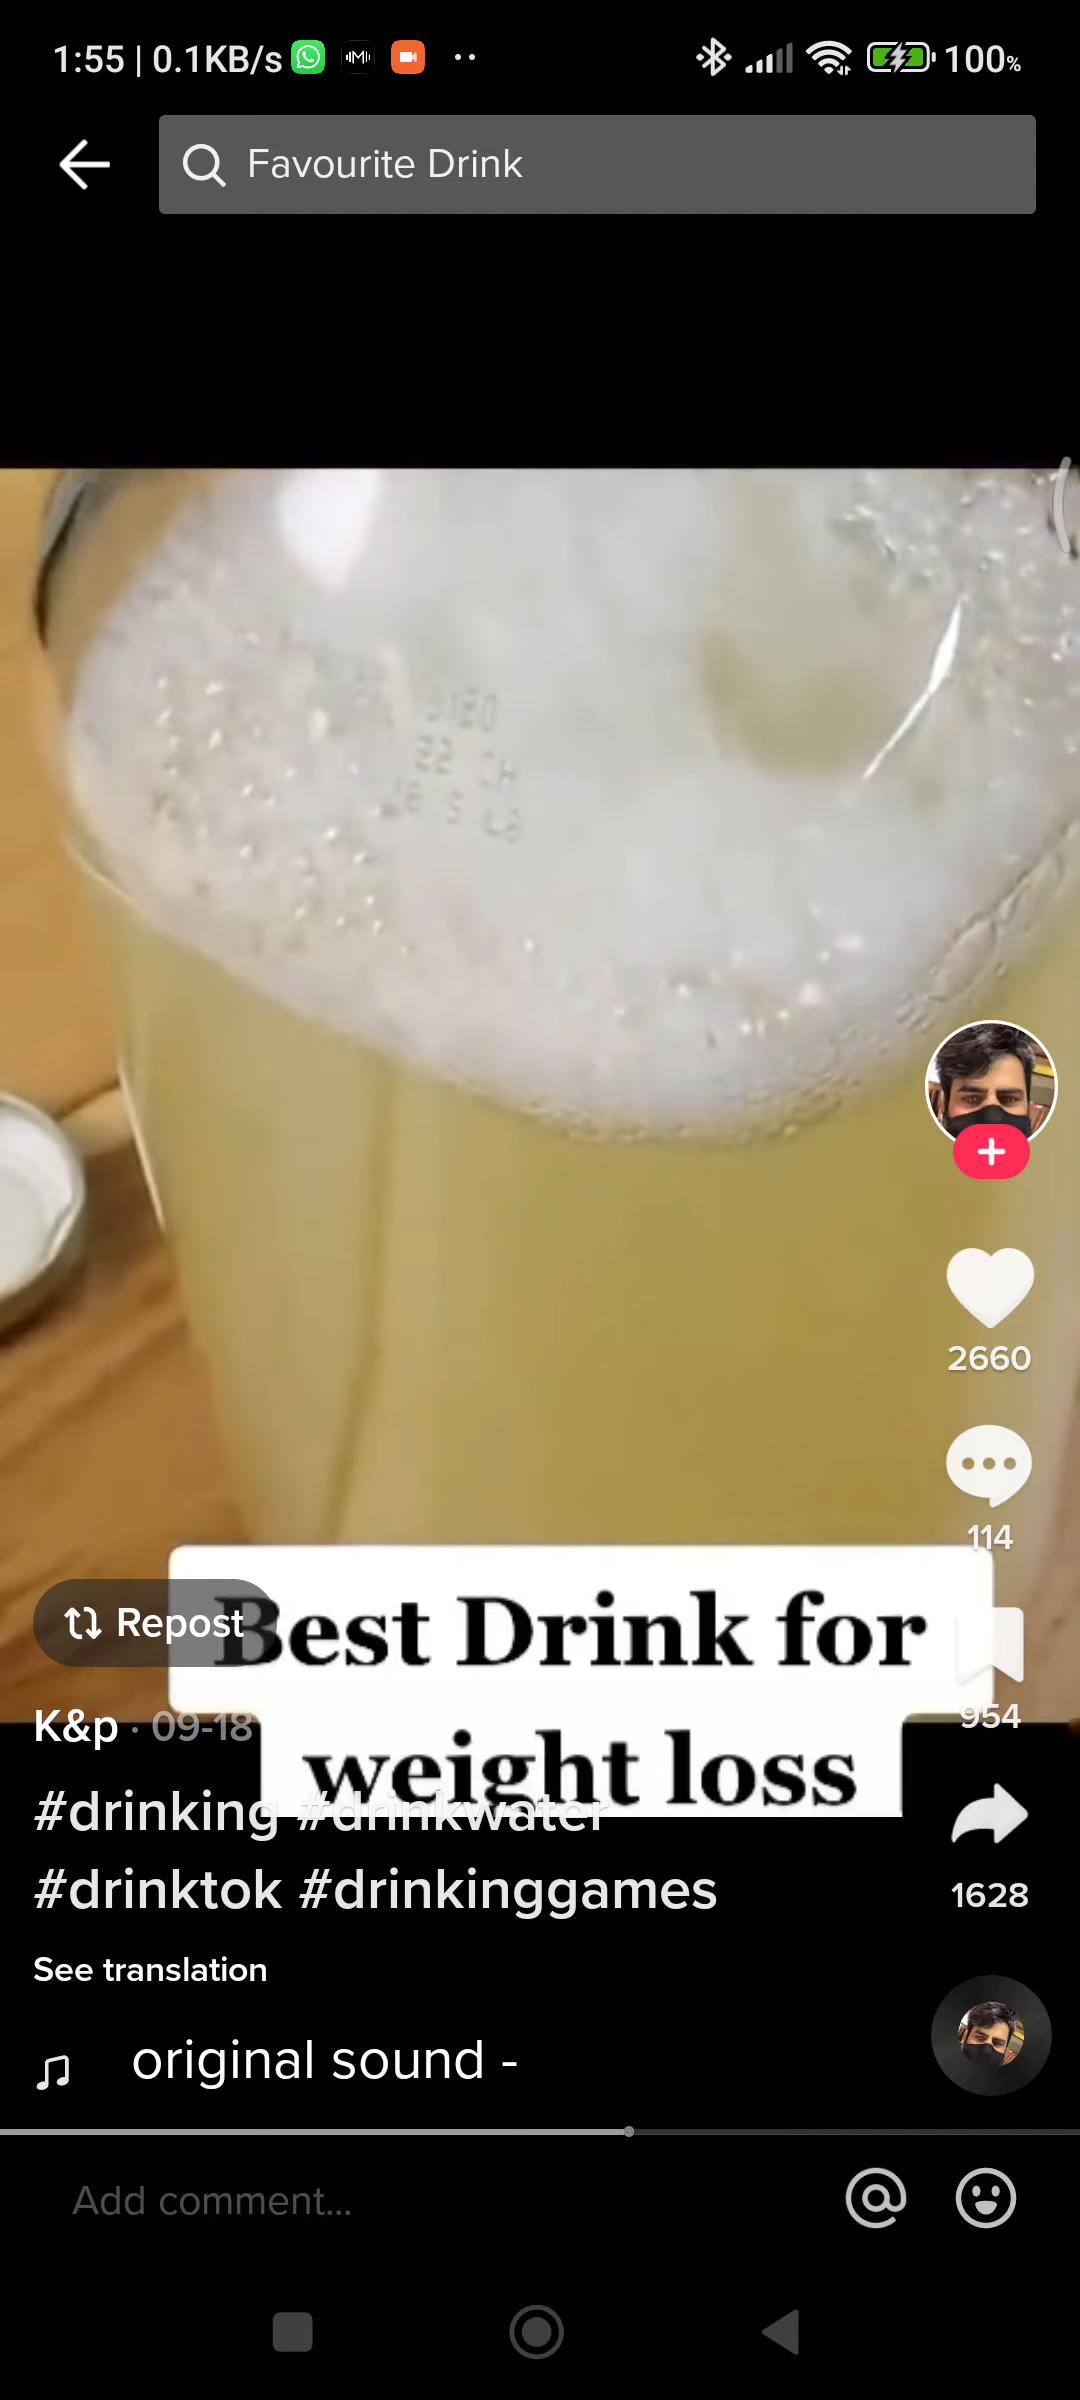 1:55 | 0.1KB/s
100%
Favourite Drink
2660
114
Best Drink for
Repost
954
K&p · 09-18
weight loss
#drinking #drinkwater
#drinktok #drinkinggames
1628
See translation
original sound -
Add comment...